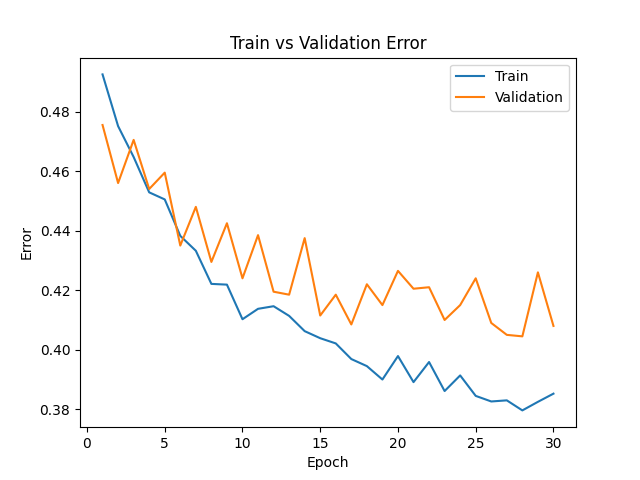 Train vs Validation Error
Train
Validation
0.48
0.46
0.44
0.42
0.40
0.38
Error
0 5 10 15 20 25 30
Epoch